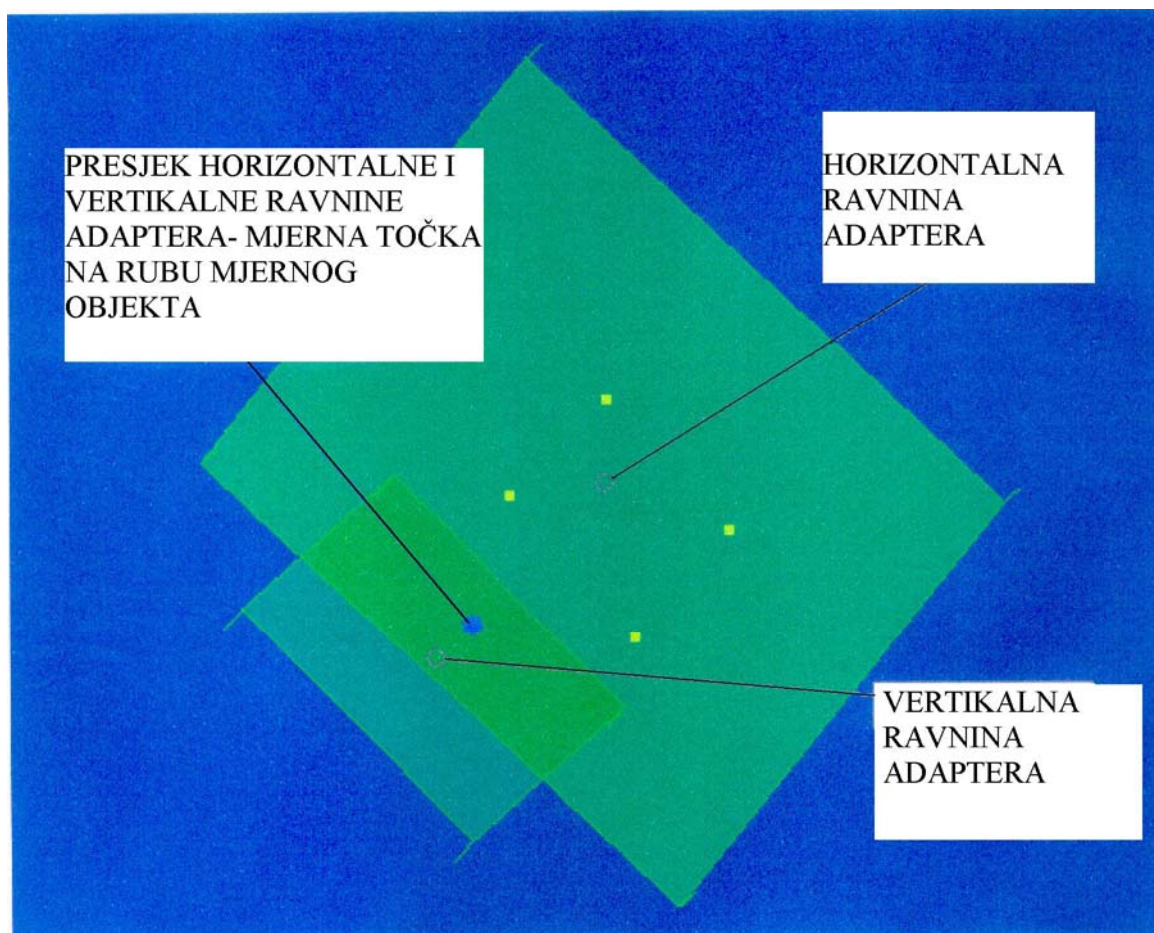 PRESJEK HORIZONTALNE I
VERTIKALNE RAVNINE
ADAPTERA- MJERNA TOČKA
NA RUBU MJERNOG
OBJEKTA
HORIZONTALNA
RAVNINA
ADAPTERA
VERTIKALNA
RAVNINA
ADAPTERA